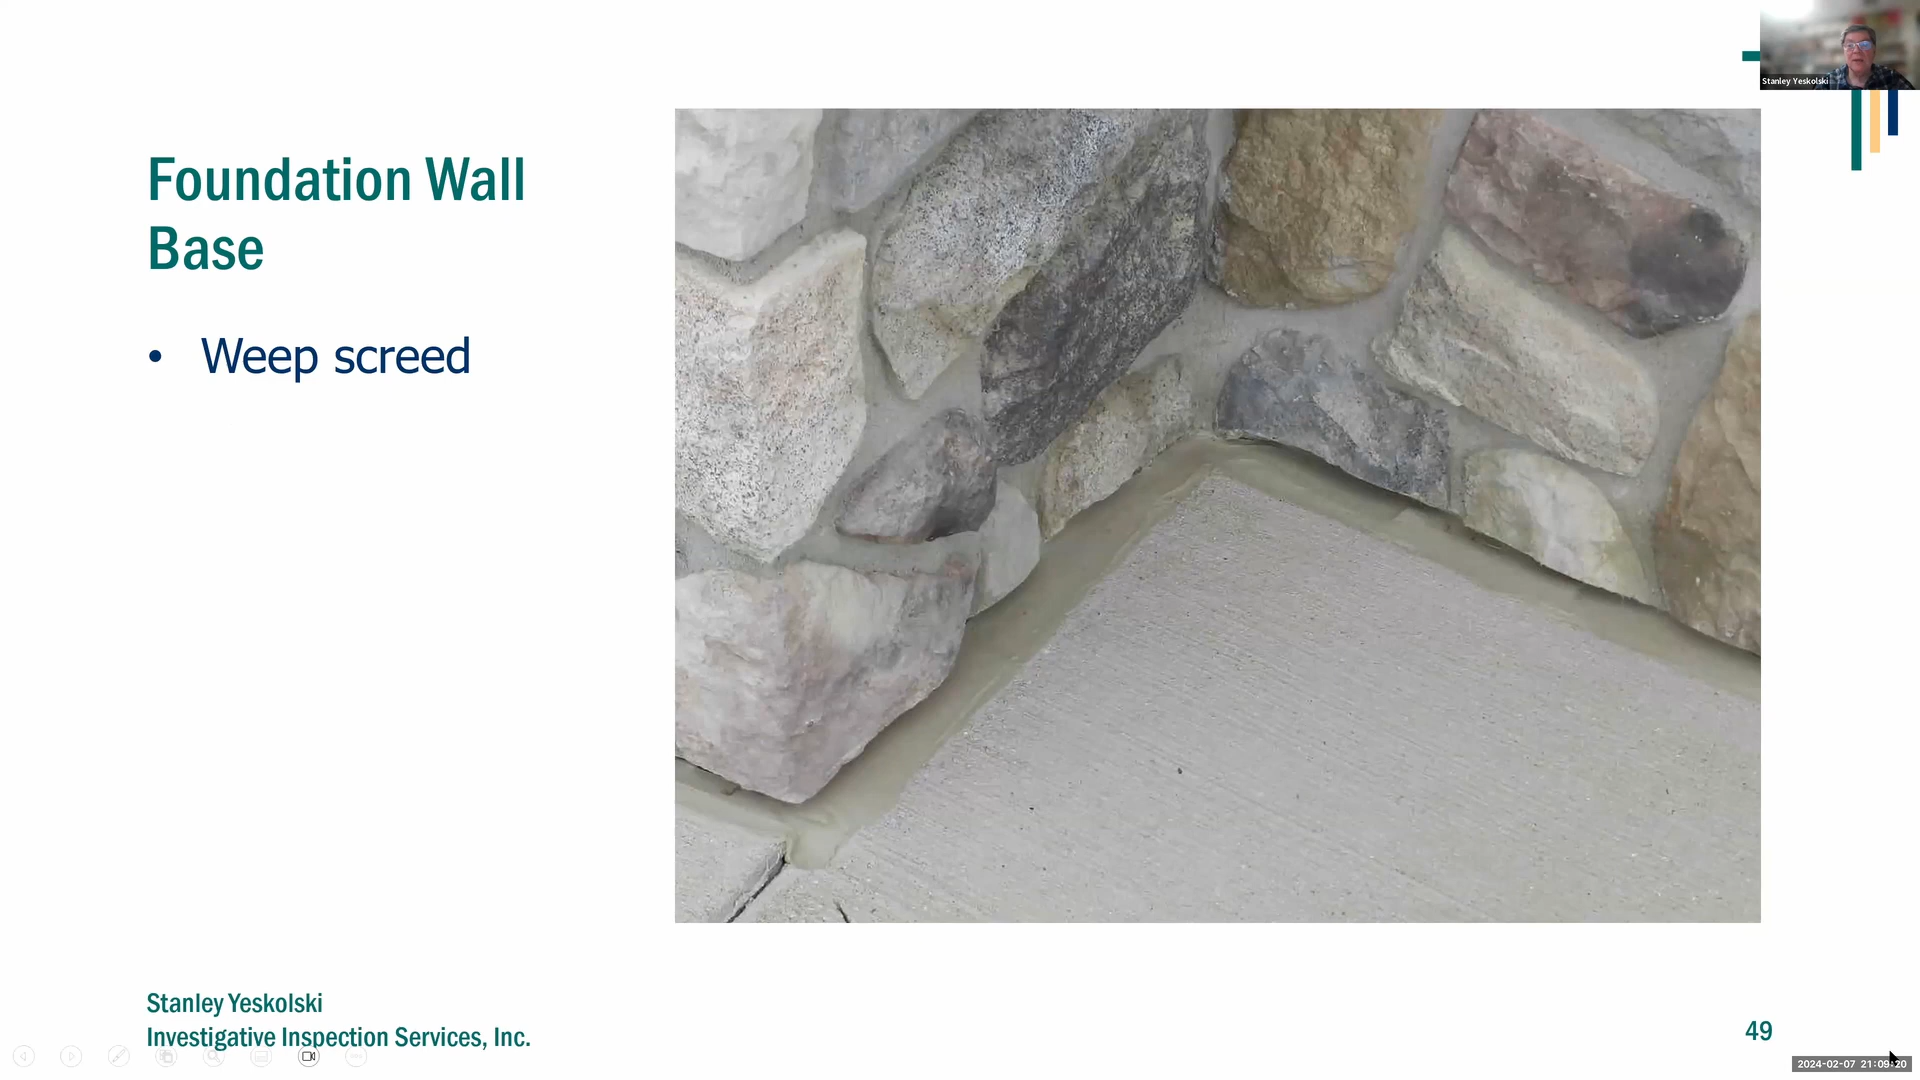 Stanley Yeskolski
Foundation Wall
Base
• Weep screed
Stanley Yeskolski
Investigative Inspection Services, Inc.
49
2024-02-07 21:09:20